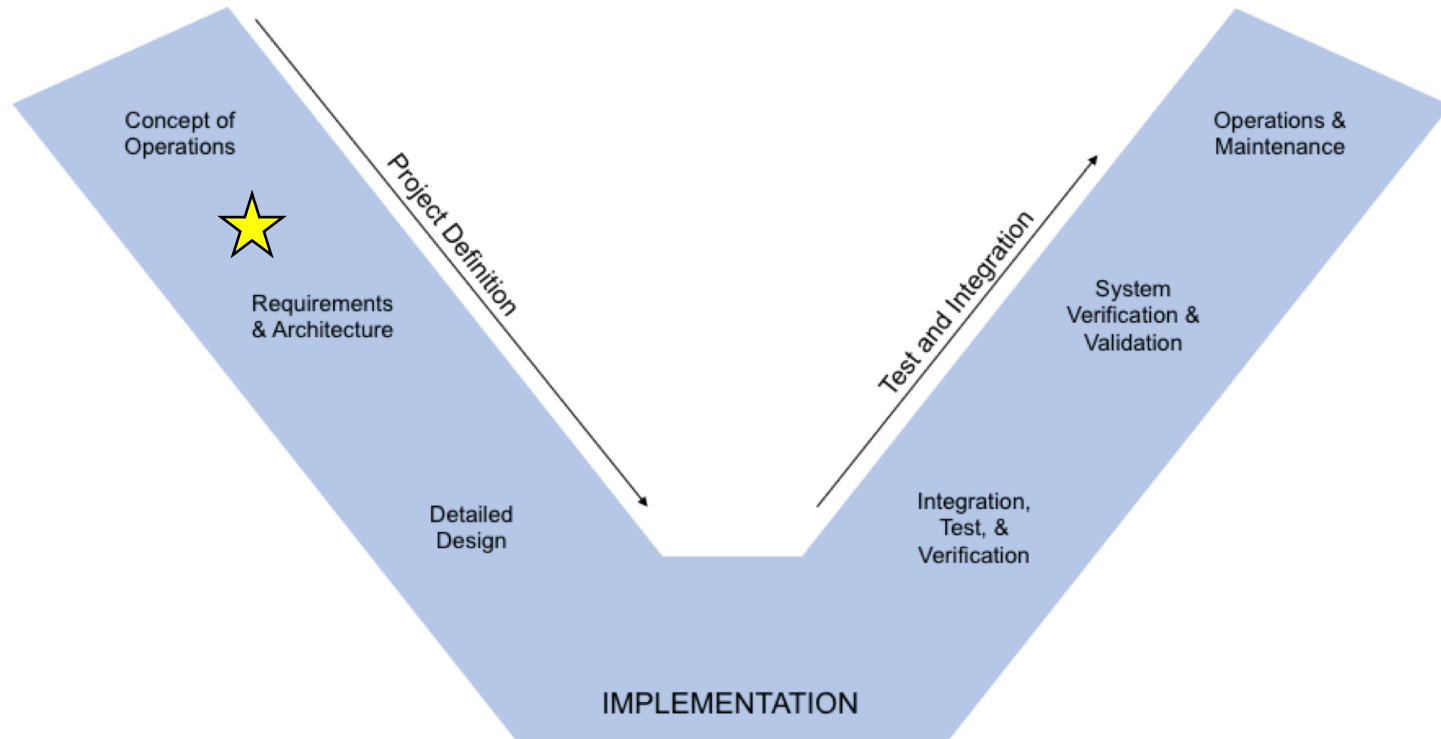 Concept of
Operations
Project Definition
Requirements
& Architecture
Detailed
Design
IMPLEMENTATION
Integration,
Test, &
Verification
Test and Integration
System
Verification &
Validation
Operations &
Maintenance